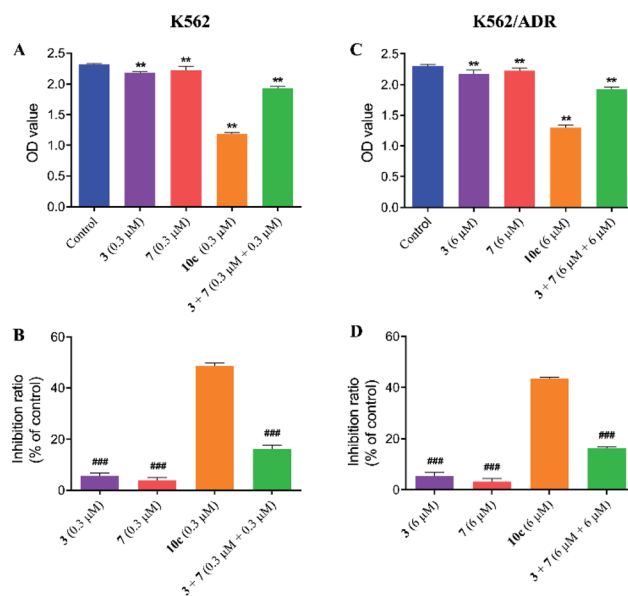 K562
K562/ADR
A
OD value
2.5
2.0
1.5
1.0
0.5
0.0
**
**
**
**
Control
3 (0.3 μM)
7 (0.3 μM)
10c (0.3 μM)
3 + 7 (0.3 μM + 0.3 μM)
C
OD value
2.5
2.0
1.5
1.0
0.5
0.0
**
**
**
**
Control
3 (6 μM)
7 (6 μM)
10c (6 μM)
3 + 7 (6 μM + 6 μM)
B
Inhibition ratio
(% of control)
60
40
20
0
###
###
###
3 (0.3 μM)
7 (0.3 μM)
10c (0.3 μM)
3 + 7 (0.3 μM + 0.3 μM)
D
Inhibition ratio
(% of control)
60
40
20
0
###
###
###
3 (6 μM)
7 (6 μM)
10c (6 μM)
3 + 7 (6 μM + 6 μM)